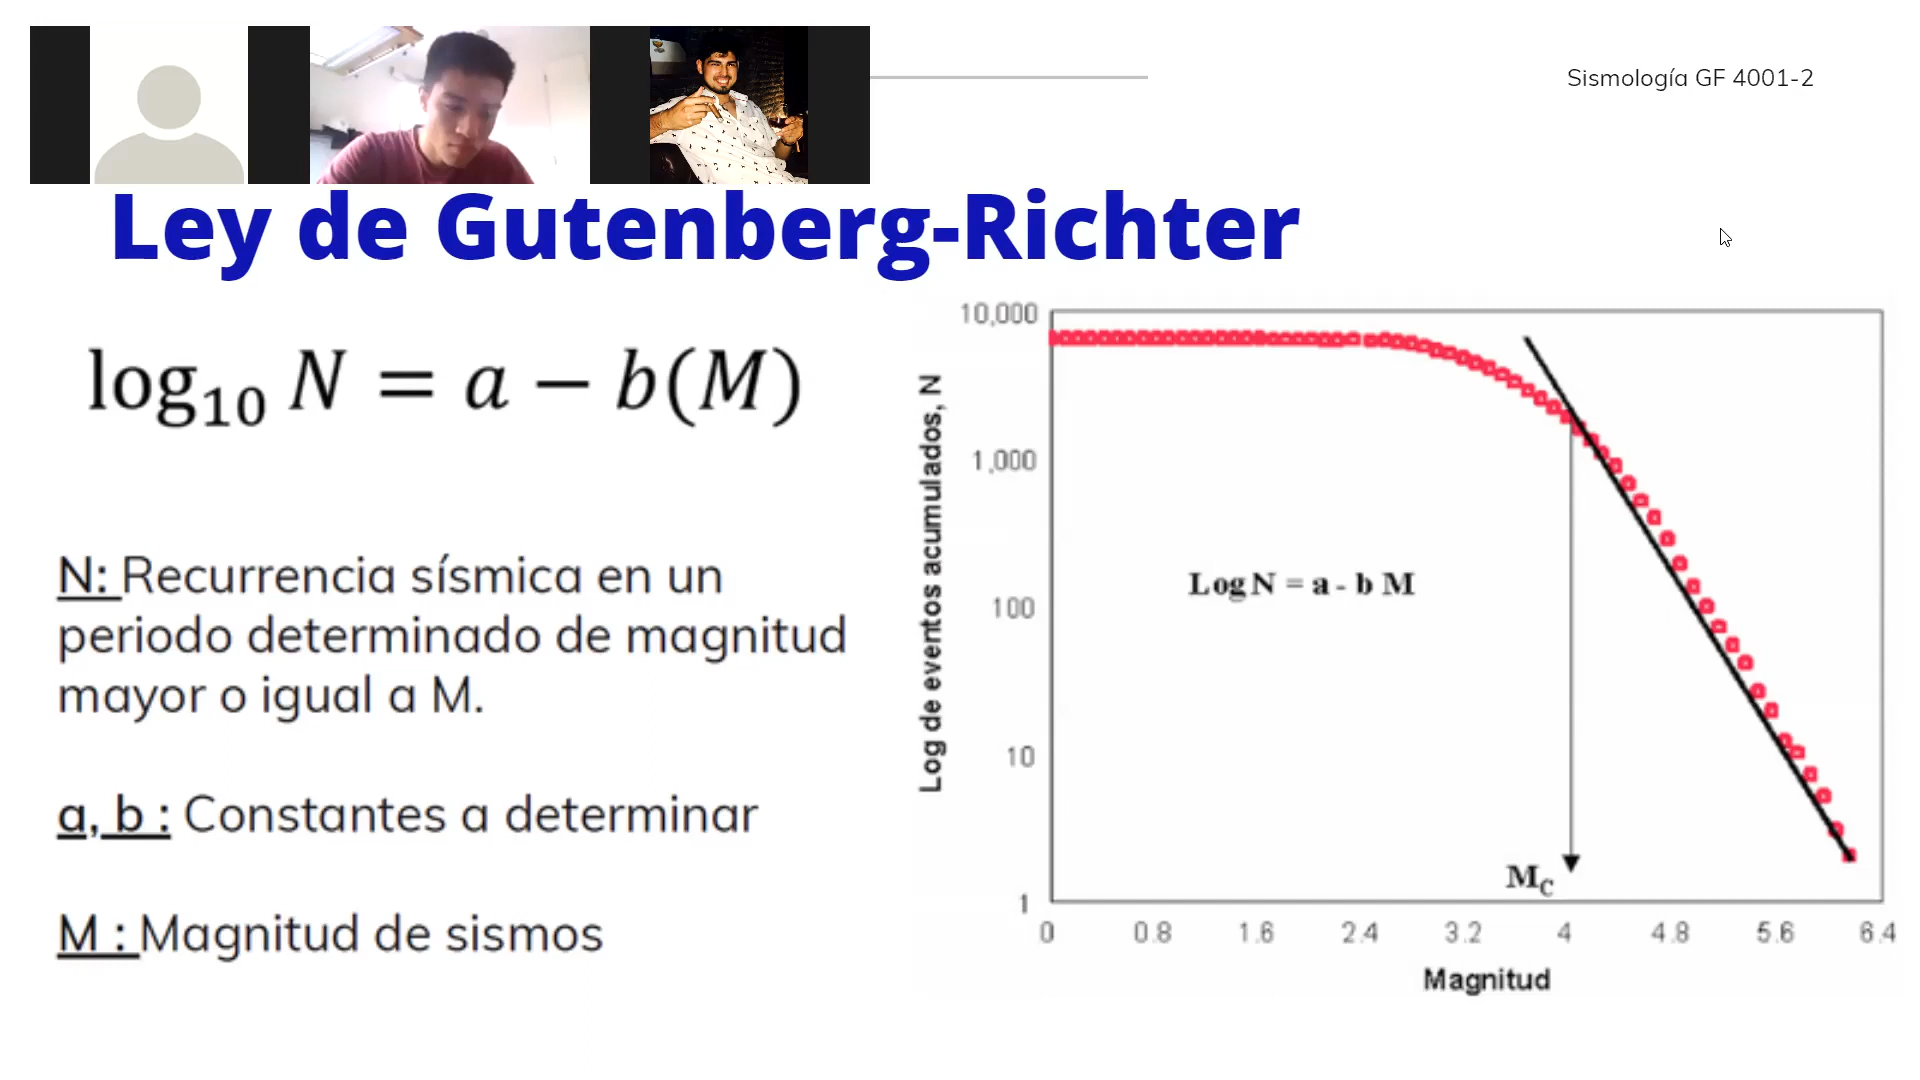 Sismología GF 4001-2
Ley de Gutenberg-Richter
log₁₀ N = a − b(M)
N: Recurrencia sísmica en un
periodo determinado de magnitud
mayor o igual a M.
a, b : Constantes a determinar
M : Magnitud de sismos
Log de eventos acumulados, N
10,000
1,000
100
10
1
Log N = a - b M
M_C
0 0.8 1.6 2.4 3.2 4 4.8 5.6 6.4
Magnitud